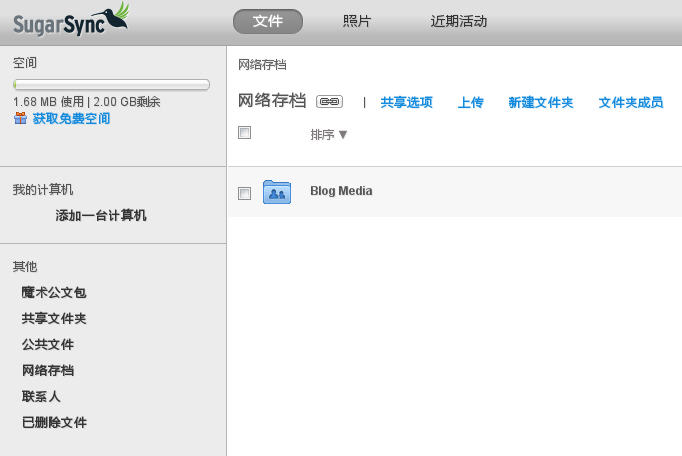 SugarSync
文件 照片 近期活动
空间
1.68 MB 使用 | 2.00 GB剩余
获取免费空间
我的计算机
添加一台计算机
其他
魔术公文包
共享文件夹
公共文件
网络存档
联系人
已删除文件
网络存档
网络存档 | 共享选项 上传 新建文件夹 文件夹成员
排序 ▼
Blog Media